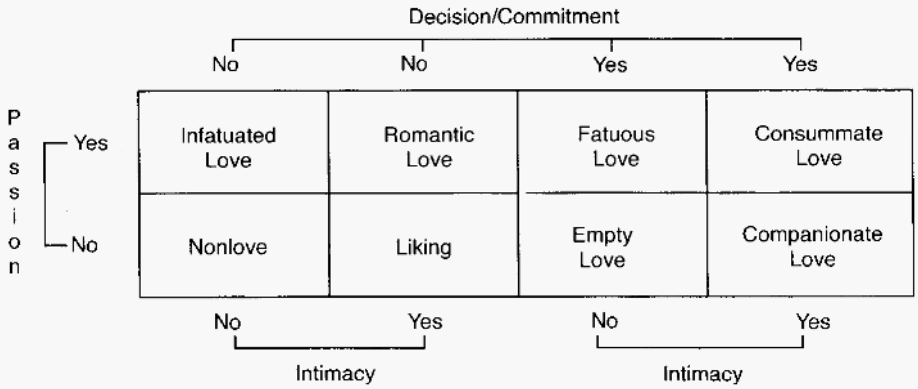 Decision/Commitment
No No Yes Yes
Passion
Yes
Infatuated Love
Romantic Love
Fatuous Love
Consummate Love
No
Nonlove
Liking
Empty Love
Companionate Love
No Yes No Yes
Intimacy Intimacy